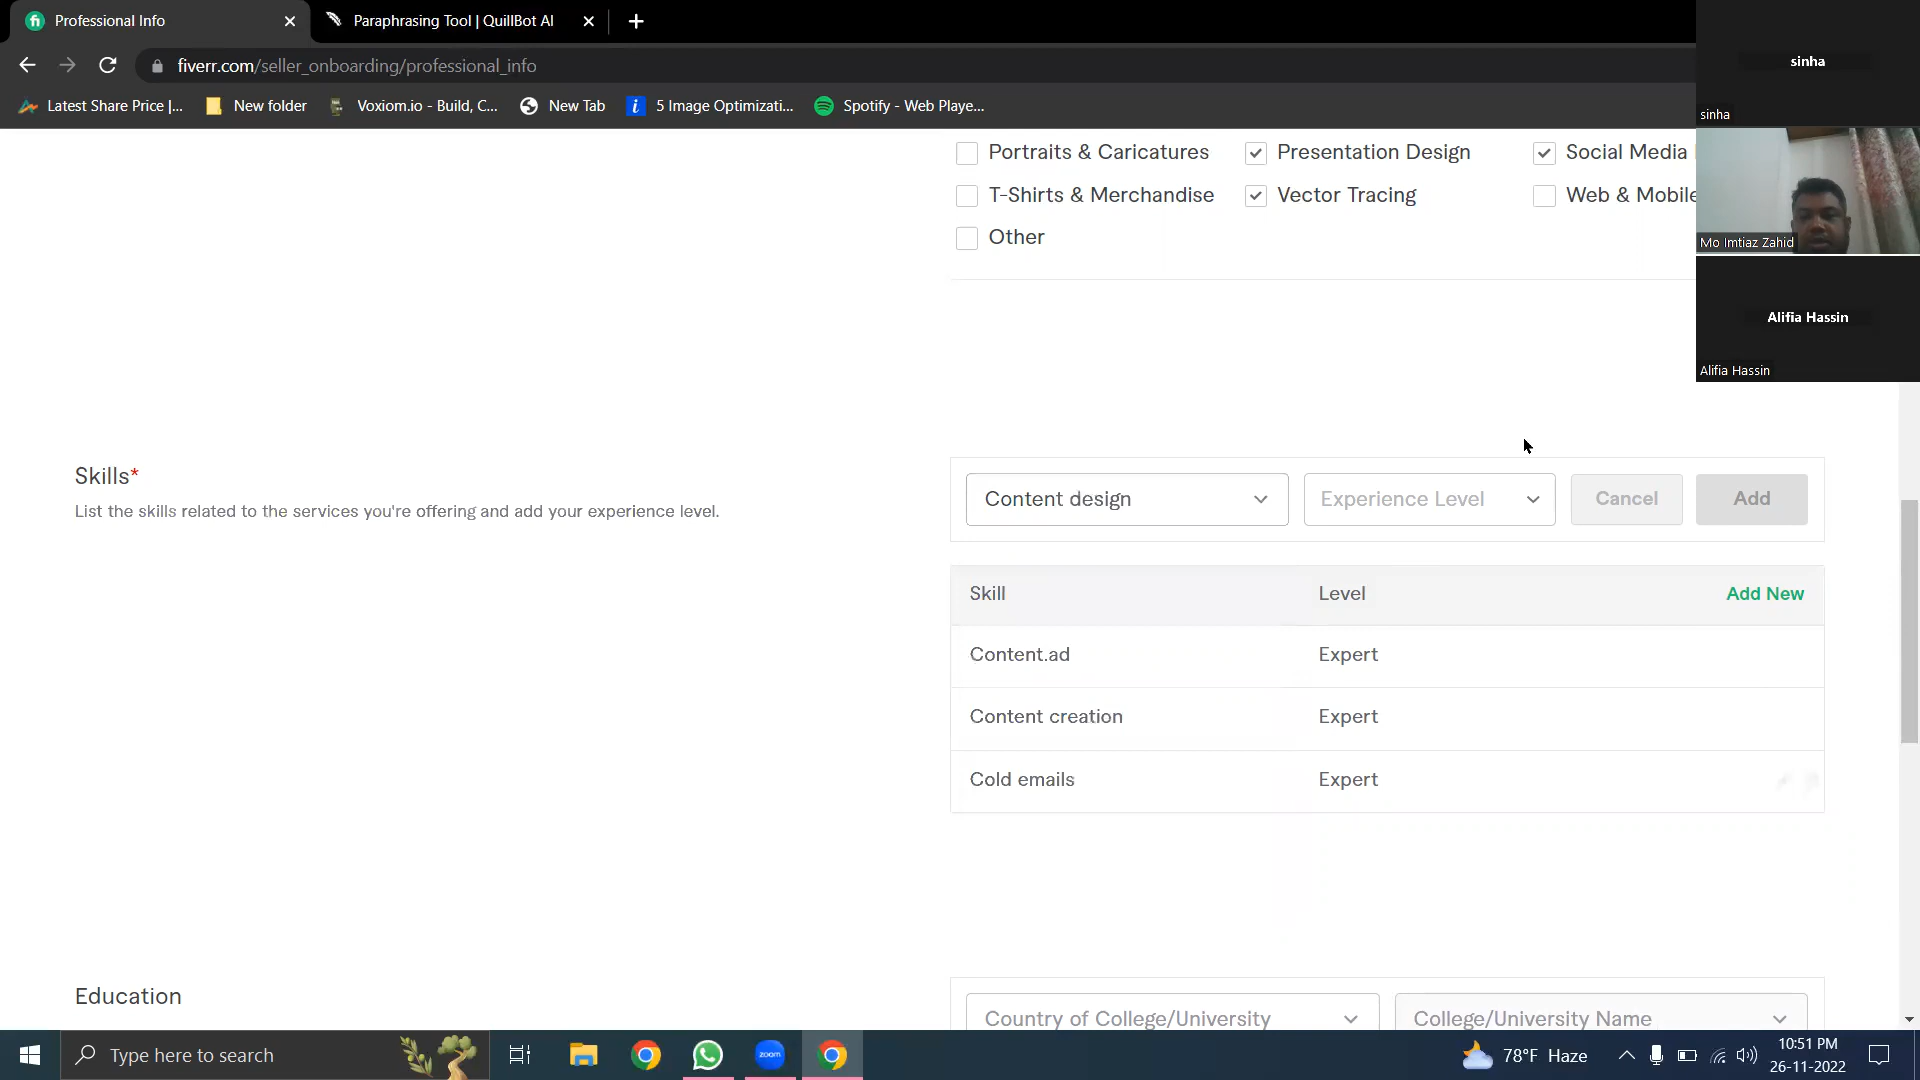 Professional Info
Paraphrasing Tool | QuillBot AI
fiverr.com/seller_onboarding/professional_info
Latest Share Price |...
New folder
Voxiom.io - Build, C...
New Tab
5 Image Optimizati...
Spotify - Web Playe...
sinha
sinha
Mo Imtiaz Zahid
Alifia Hassin
Alifia Hassin
Portraits & Caricatures
Presentation Design
Social Media
T-Shirts & Merchandise
Vector Tracing
Web & Mobile
Other
Skills*
List the skills related to the services you're offering and add your experience level.
Content design
Experience Level
Cancel
Add
Skill
Level
Add New
Content.ad
Expert
Content creation
Expert
Cold emails
Expert
Education
Country of College/University
College/University Name
Type here to search
zoom
78°F Haze
10:51 PM
26-11-2022